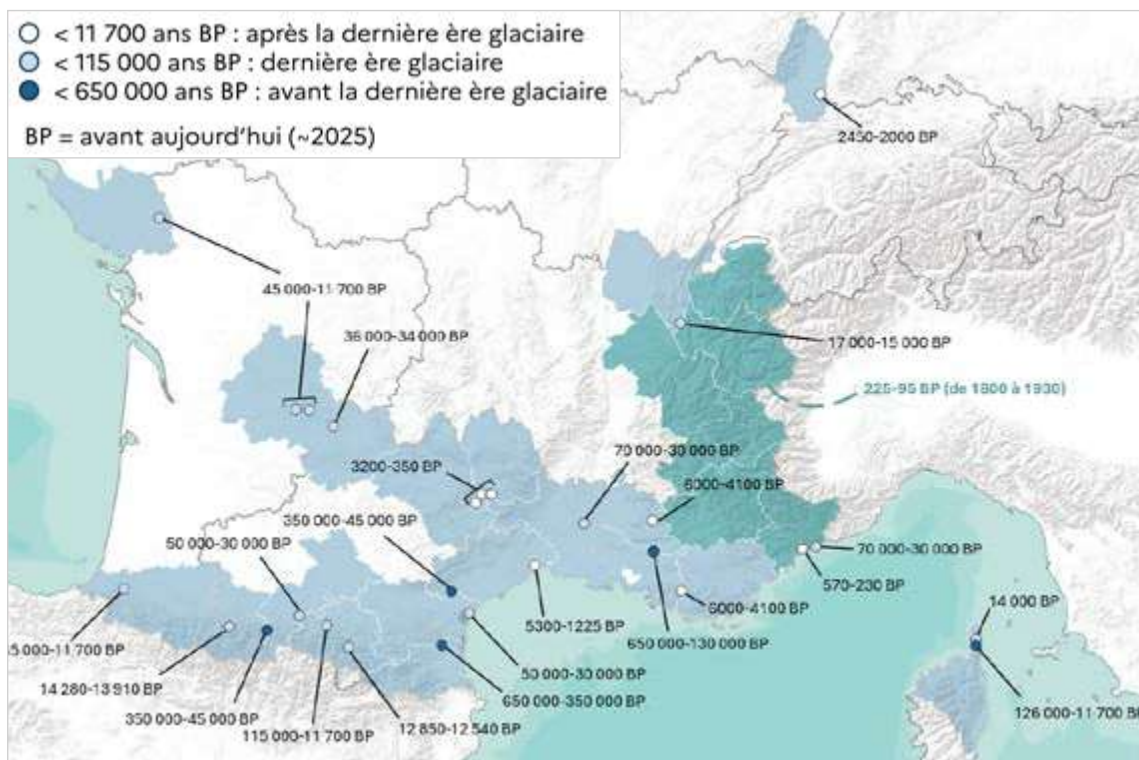 < 11 700 ans BP : après la dernière ère glaciaire
< 115 000 ans BP : dernière ère glaciaire
< 650 000 ans BP : avant la dernière ère glaciaire
BP = avant aujourd'hui (~2025)
2450-2000 BP
45 000-11 700 BP
36 000-34 000 BP
17 000-15 000 BP
225-95 BP (de 1800 à 1930)
70 000-30 000 BP
3200-350 BP
6000-4100 BP
350 000-45 000 BP
50 000-30 000 BP
70 000-30 000 BP
570-230 BP
6000-4100 BP
14 000 BP
5300-1225 BP
650 000-130 000 BP
5 000-11 700 BP
50 000-30 000 BP
14 280-13 910 BP
650 000-350 000 BP
126 000-11 700 BP
350 000-45 000 BP
12 850-12 540 BP
115 000-11 700 BP